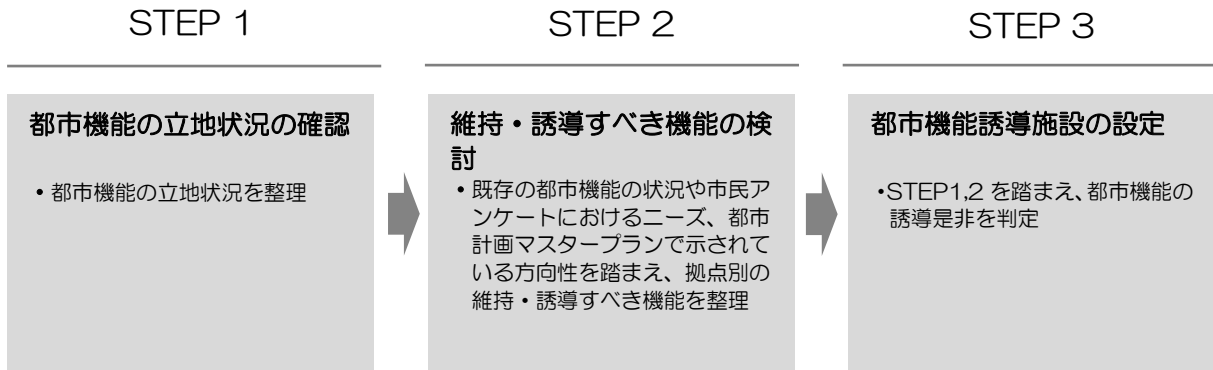 STEP 1
都市機能の立地状況の確認
• 都市機能の立地状況を整理
STEP 2
維持・誘導すべき機能の検
討
• 既存の都市機能の状況や市民ア
ンケートにおけるニーズ、都市
計画マスタープランで示されて
いる方向性を踏まえ、拠点別の
維持・誘導すべき機能を整理
STEP 3
都市機能誘導施設の設定
•STEP1,2 を踏まえ、都市機能の
誘導是非を判定